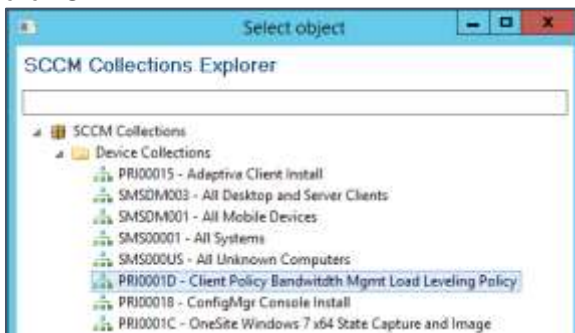 Select object
SCCM Collections Explorer
SCCM Collections
Device Collections
PRI00015 - Adaptiva Client Install
SMSDM003 - All Desktop and Server Clients
SMSDM001 - All Mobile Devices
SMS00001 - All Systems
SMS000US - All Unknown Computers
PRI0001D - Client Policy Bandwitdth Mgmt Load Leveling Policy
PRI00018 - ConfigMgr Console Install
PRI0001C - OneSite Windows 7 x64 State Capture and Image